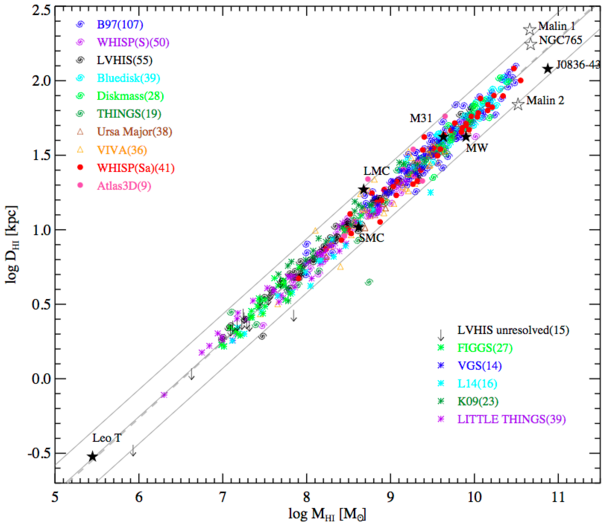 2.5
2.0
1.5
1.0
0.5
0.0
-0.5
log D_HI [kpc]
B97(107)
WHISP(S)(50)
LVHIS(55)
Bluedisk(39)
Diskmass(28)
THINGS(19)
Ursa Major(38)
VIVA(36)
WHISP(Sa)(41)
Atlas3D(9)
Malin 1
NGC765
J0836-43
Malin 2
M31
MW
LMC
SMC
Leo T
LVHIS unresolved(15)
FIGGS(27)
VGS(14)
L14(16)
K09(23)
LITTLE THINGS(39)
5 6 7 8 9 10 11
log M_HI [M_⊙]